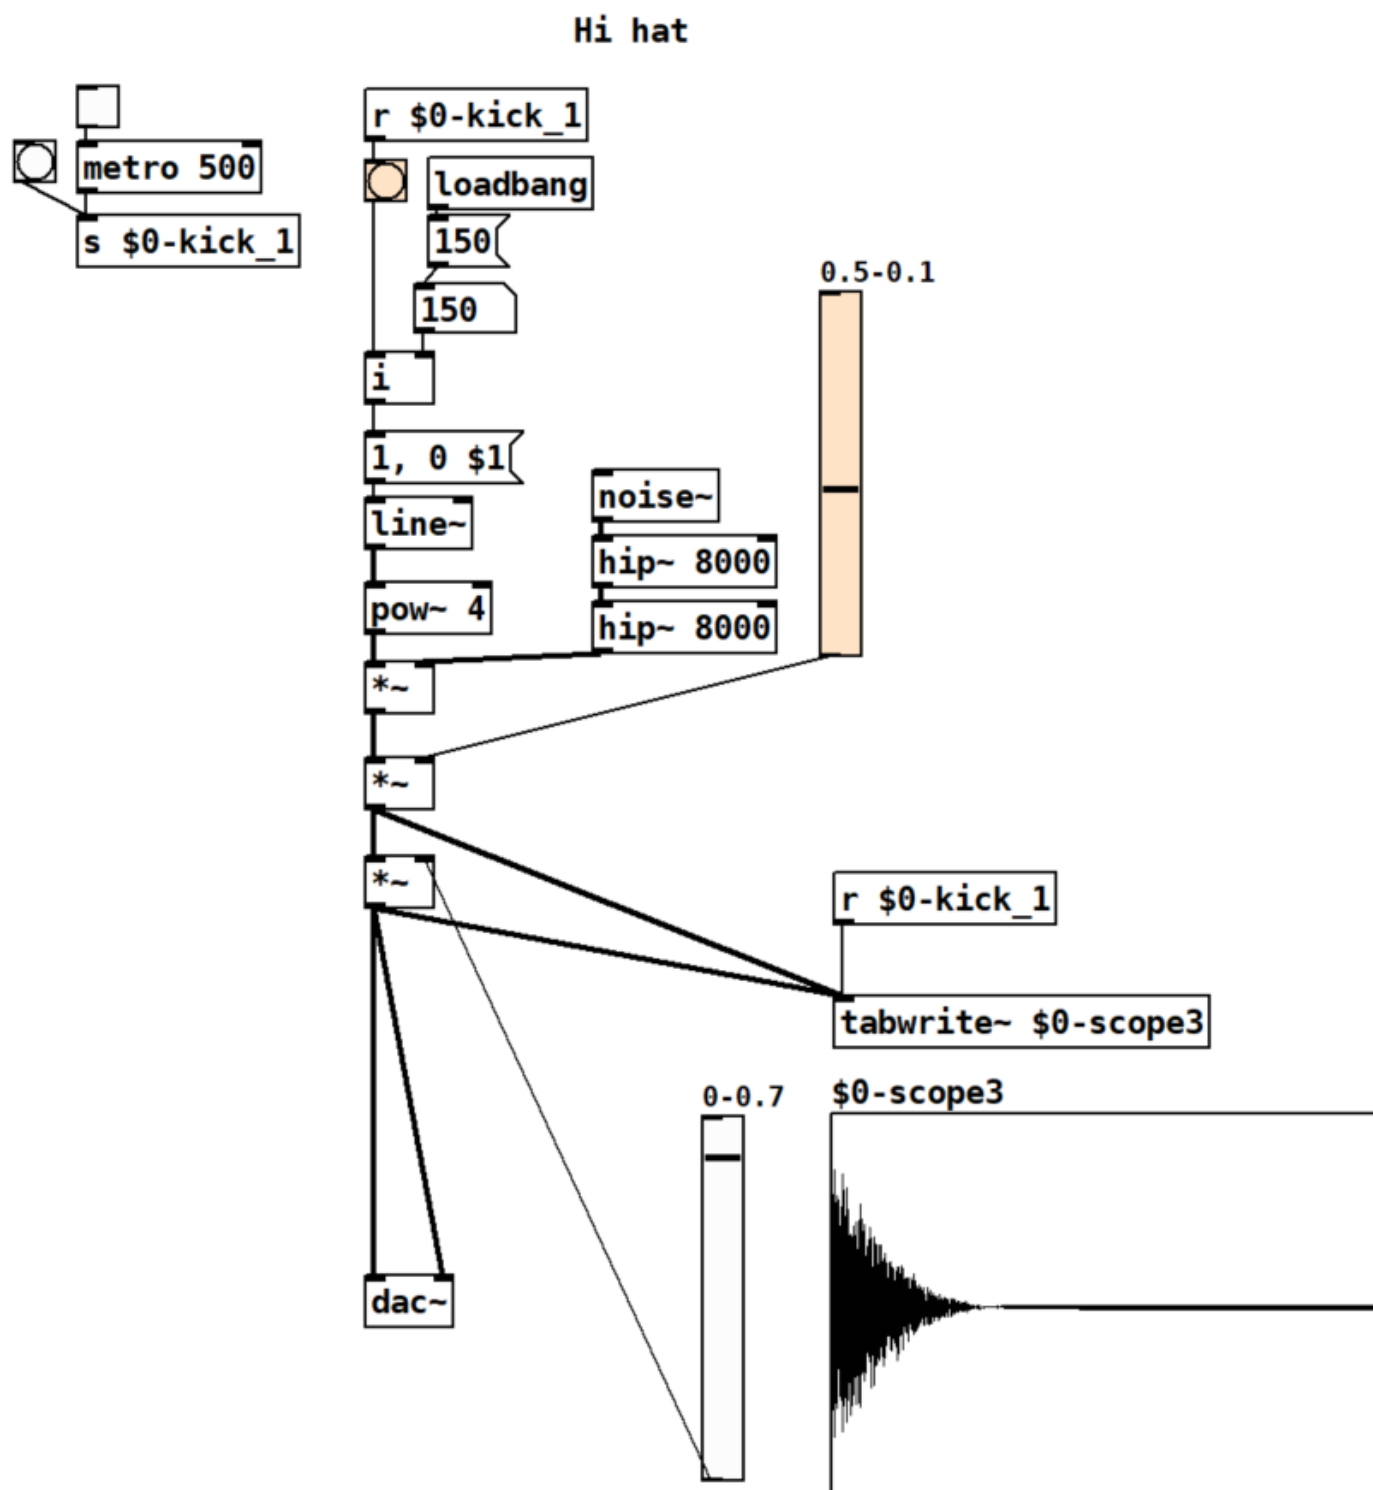 Hi hat
r $0-kick_1
metro 500
loadbang
s $0-kick_1
150
0.5-0.1
150
i
1, 0 $1
noise~
line~
hip~ 8000
pow~ 4
hip~ 8000
*~
*~
*~
r $0-kick_1
tabwrite~ $0-scope3
0-0.7
$0-scope3
dac~